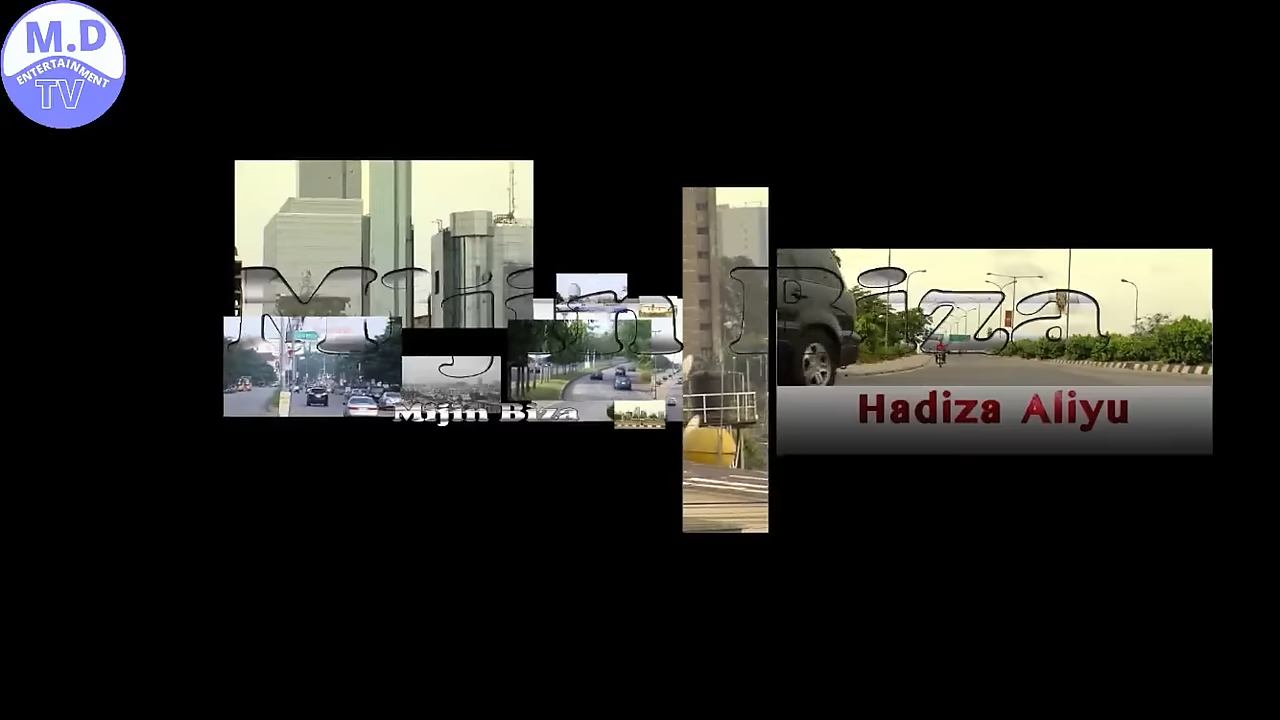 M.D
ENTERTAINMENT
TV
Mijin Biza
Mijin Biza
Hadiza Aliyu